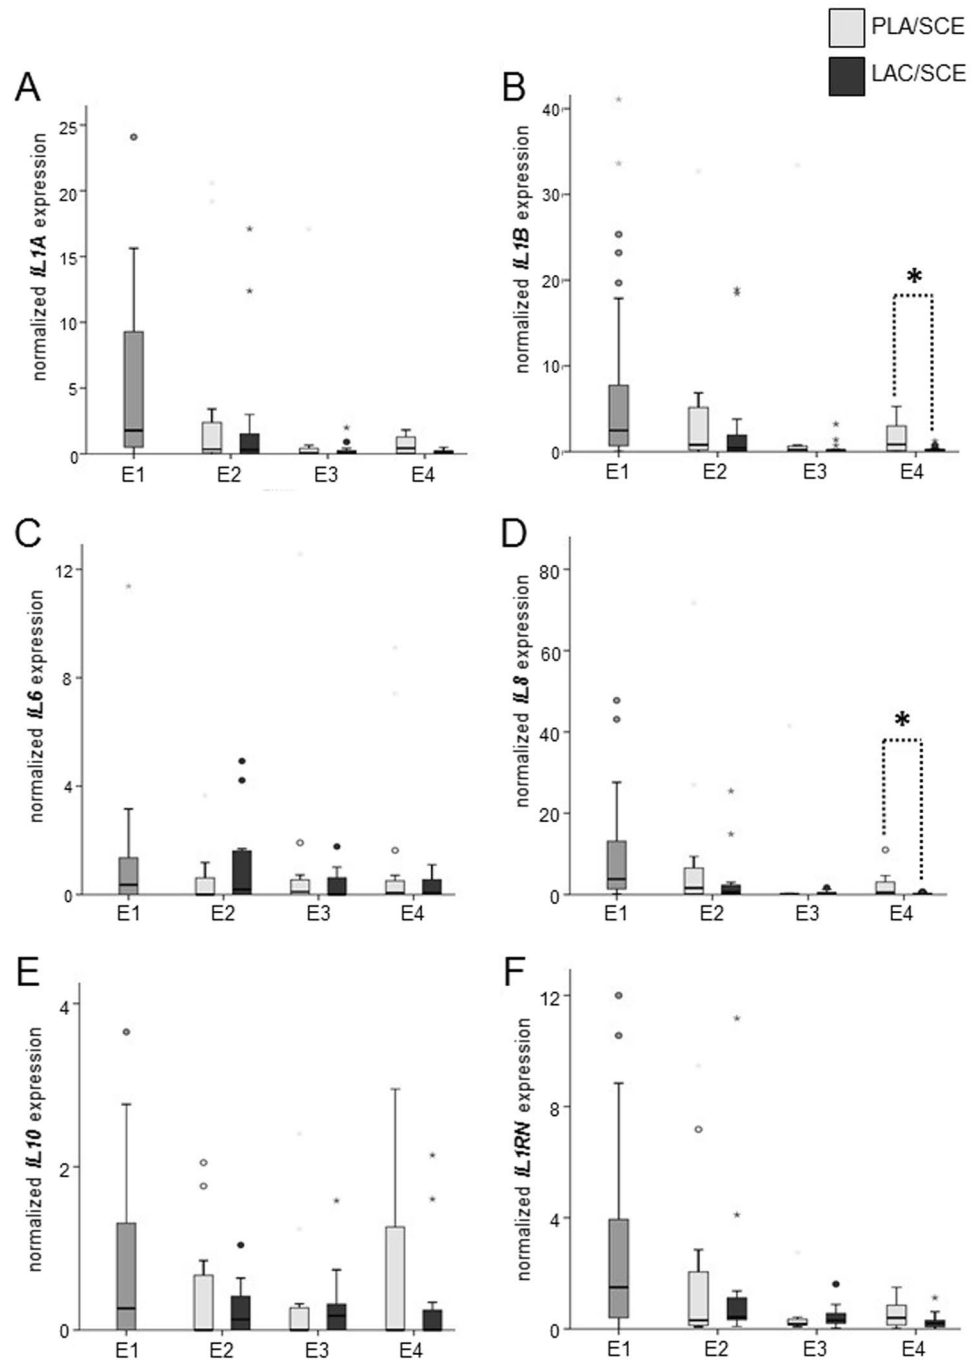 PLA/SCE
LAC/SCE
A
normalized IL1A expression
25
20
15
10
5
0
E1 E2 E3 E4
B
normalized IL1B expression
40
30
20
10
0
*
E1 E2 E3 E4
C
normalized IL6 expression
12
8
4
0
E1 E2 E3 E4
D
normalized IL8 expression
80
60
40
20
0
*
E1 E2 E3 E4
E
normalized IL10 expression
4
2
0
E1 E2 E3 E4
F
normalized IL1RN expression
12
8
4
0
E1 E2 E3 E4